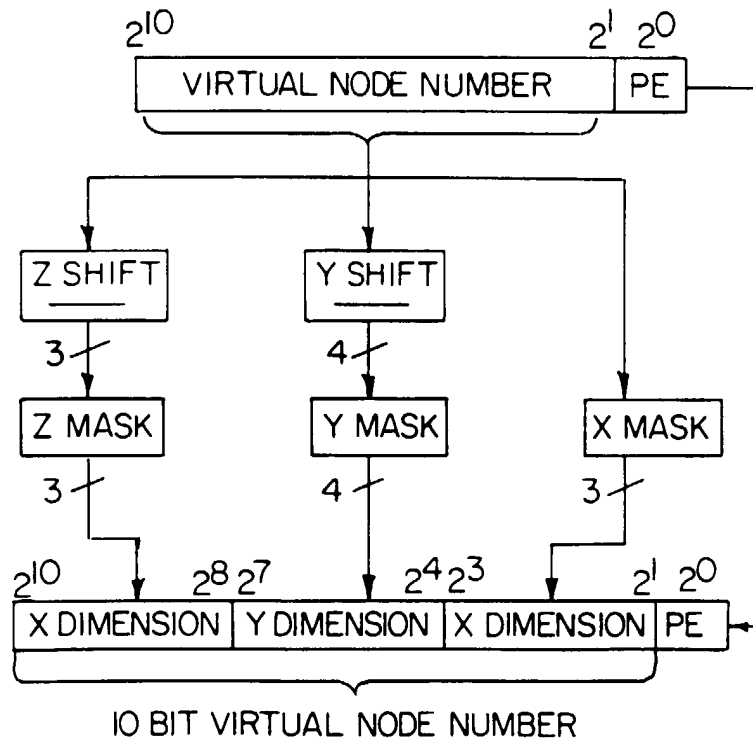 2^10 2^1 2^0
VIRTUAL NODE NUMBER PE
Z SHIFT Y SHIFT
3 4
Z MASK Y MASK X MASK
3 4 3
2^10 2^8 2^7 2^4 2^3 2^1 2^0
X DIMENSION Y DIMENSION X DIMENSION PE
10 BIT VIRTUAL NODE NUMBER